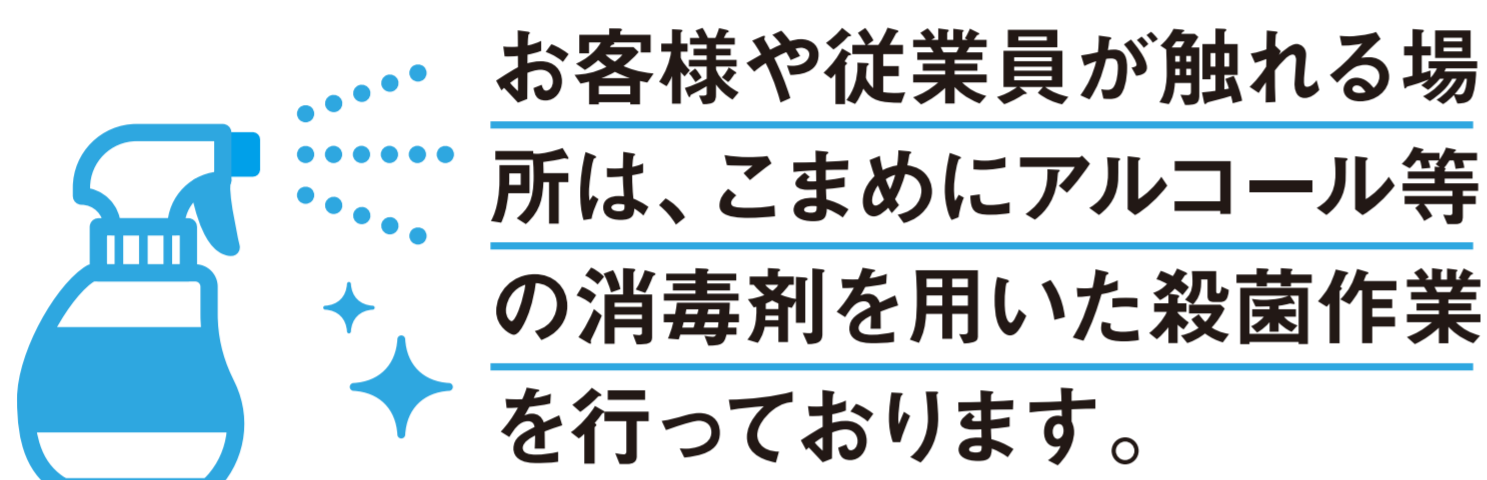 お客様や従業員が触れる場
所は、こまめにアルコール等
の消毒剤を用いた殺菌作業
を行っております。